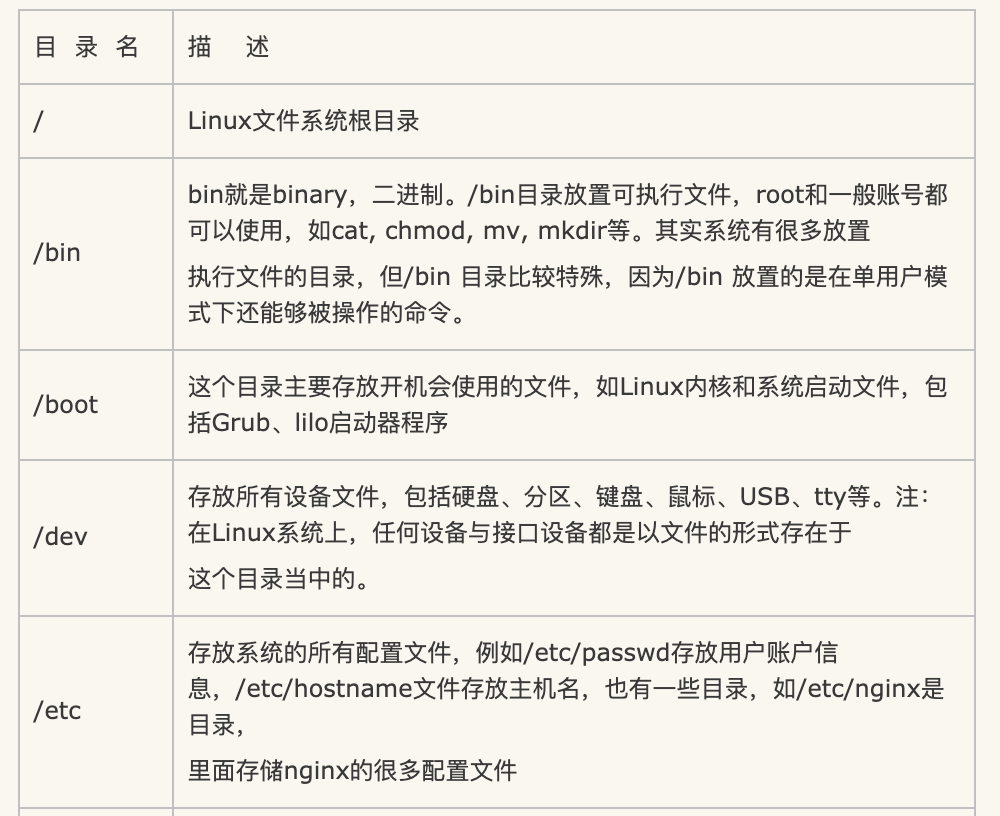 目 录 名
描 述
/
Linux文件系统根目录
/bin
bin就是binary，二进制。/bin目录放置可执行文件，root和一般账号都
可以使用，如cat, chmod, mv, mkdir等。其实系统有很多放置
执行文件的目录，但/bin 目录比较特殊，因为/bin 放置的是在单用户模
式下还能够被操作的命令。
/boot
这个目录主要存放开机会使用的文件，如Linux内核和系统启动文件，包
括Grub、lilo启动器程序
/dev
存放所有设备文件，包括硬盘、分区、键盘、鼠标、USB、tty等。注：
在Linux系统上，任何设备与接口设备都是以文件的形式存在于
这个目录当中的。
/etc
存放系统的所有配置文件，例如/etc/passwd存放用户账户信
息，/etc/hostname文件存放主机名，也有一些目录，如/etc/nginx是
目录，
里面存储nginx的很多配置文件